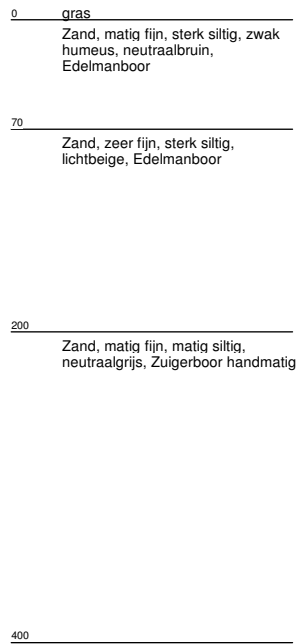 0 gras
Zand, matig fijn, sterk siltig, zwak
humeus, neutraalbruin,
Edelmanboor
70
Zand, zeer fijn, sterk siltig,
lichtbeige, Edelmanboor
200
Zand, matig fijn, matig siltig,
neutraalgrijs, Zuigerboor handmatig
400